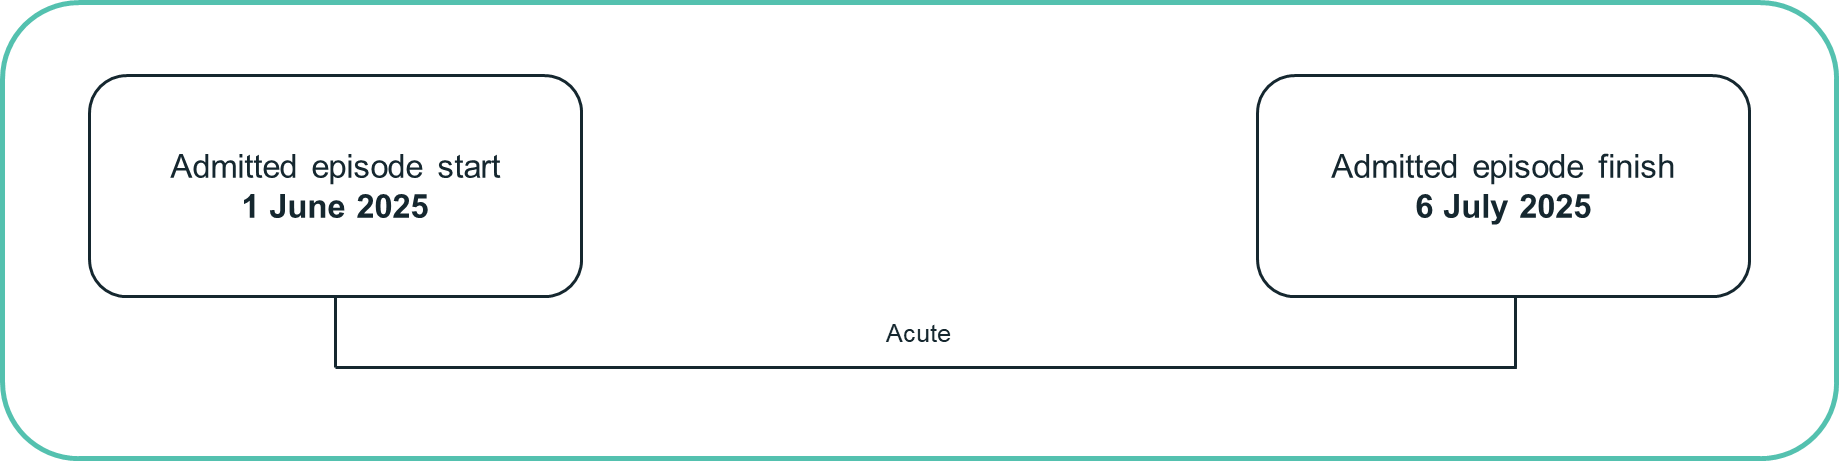 Admitted episode start
1 June 2025
Admitted episode finish
6 July 2025
Acute